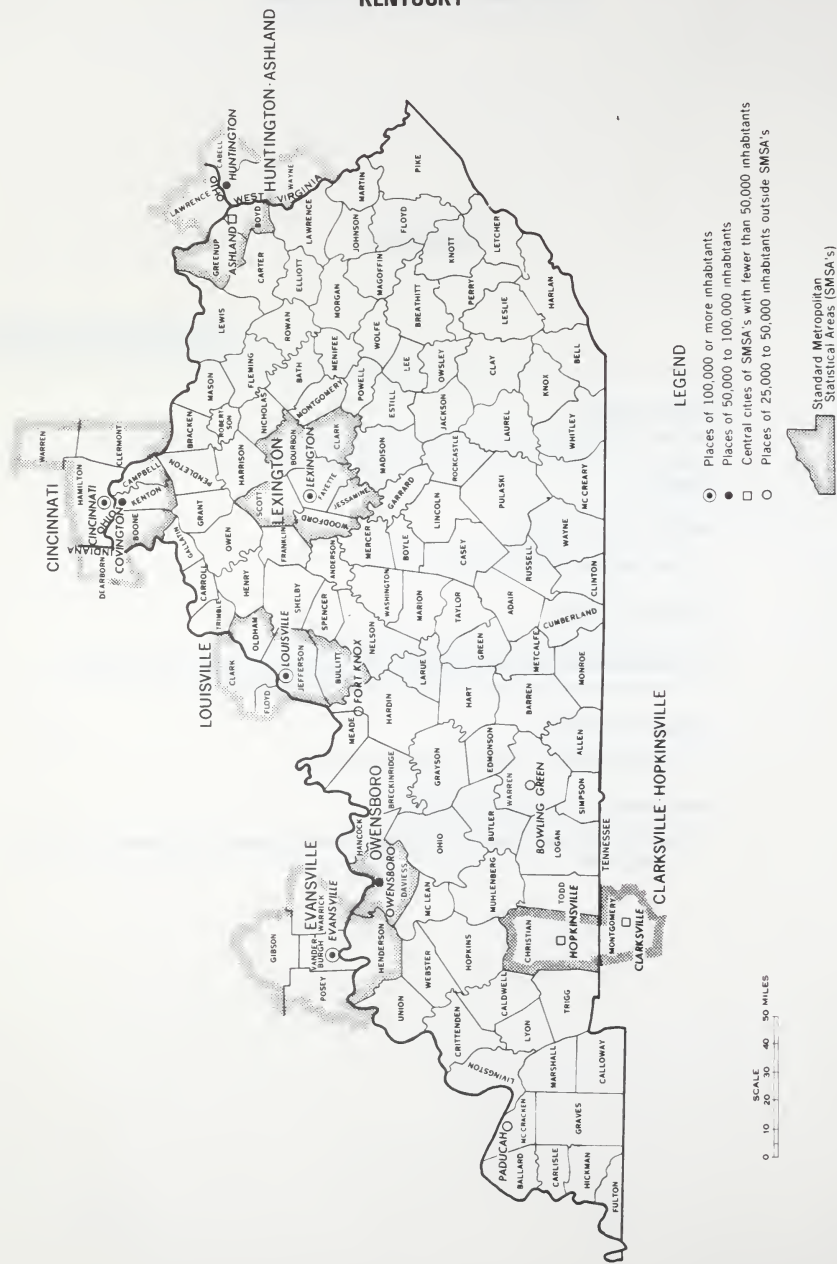 KENTUCKY
CINCINNATI
WARREN
HAMILTON
CLERMONT
CINCINNATI
OHIO
INDIANA
DEARBORN
COVINGTON
BOONE
KENTON
CAMPBELL
HUNTINGTON-ASHLAND
LAWRENCE
OHIO
CABELL
HUNTINGTON
WAYNE
WEST VIRGINIA
GREENUP
ASHLAND
BOYD
LOUISVILLE
CLARK
FLOYD
LOUISVILLE
JEFFERSON
OLDHAM
BULLITT
FORT KNOX
LEXINGTON
LEXINGTON
SCOTT
BOURBON
FAYETTE
CLARK
JESSAMINE
WOODFORD
EVANSVILLE
GIBSON
POSEY
VANDER-
BURGH
WARRICK
EVANSVILLE
HENDERSON
OWENSBORO
OWENSBORO
DAVIESS
HANCOCK
PENDLETON
BRACKEN
MASON
LEWIS
ROBERT-
SON
FLEMING
NICHOLAS
HARRISON
GRANT
GALLATIN
CARROLL
TRIMBLE
OWEN
HENRY
FRANKLIN
SHELBY
SPENCER
ANDERSON
CARTER
LAWRENCE
ELLIOTT
ROWAN
BATH
MENIFEE
MORGAN
MONTGOMERY
POWELL
WOLFE
MAGOFFIN
JOHNSON
MARTIN
FLOYD
PIKE
KNOTT
BREATHITT
LEE
ESTILL
MADISON
GARRARD
MERCER
BOYLE
WASHINGTON
NELSON
MARION
LARUE
HARDIN
MEADE
BRECKINRIDGE
GRAYSON
HART
GREEN
TAYLOR
CASEY
LINCOLN
ROCKCASTLE
JACKSON
OWSLEY
PERRY
LETCHER
LESLIE
CLAY
LAUREL
PULASKI
RUSSELL
ADAIR
METCALFE
BARREN
EDMONSON
WARREN
BOWLING GREEN
BUTLER
OHIO
MC LEAN
MUHLENBERG
HOPKINS
WEBSTER
UNION
CRITTENDEN
LIVINGSTON
CALDWELL
LYON
TRIGG
CHRISTIAN
HOPKINSVILLE
TODD
LOGAN
SIMPSON
ALLEN
MONROE
CUMBERLAND
CLINTON
WAYNE
MC CREARY
WHITLEY
KNOX
BELL
HARLAN
TENNESSEE
MONTGOMERY
CLARKSVILLE
CLARKSVILLE-HOPKINSVILLE
PADUCAH
MC CRACKEN
BALLARD
CARLISLE
HICKMAN
FULTON
GRAVES
MARSHALL
CALLOWAY
SCALE
0 10 20 30 40 50 MILES
LEGEND
Places of 100,000 or more inhabitants
Places of 50,000 to 100,000 inhabitants
Central cities of SMSA's with fewer than 50,000 inhabitants
Places of 25,000 to 50,000 inhabitants outside SMSA's
Standard Metropolitan
Statistical Areas (SMSA's)